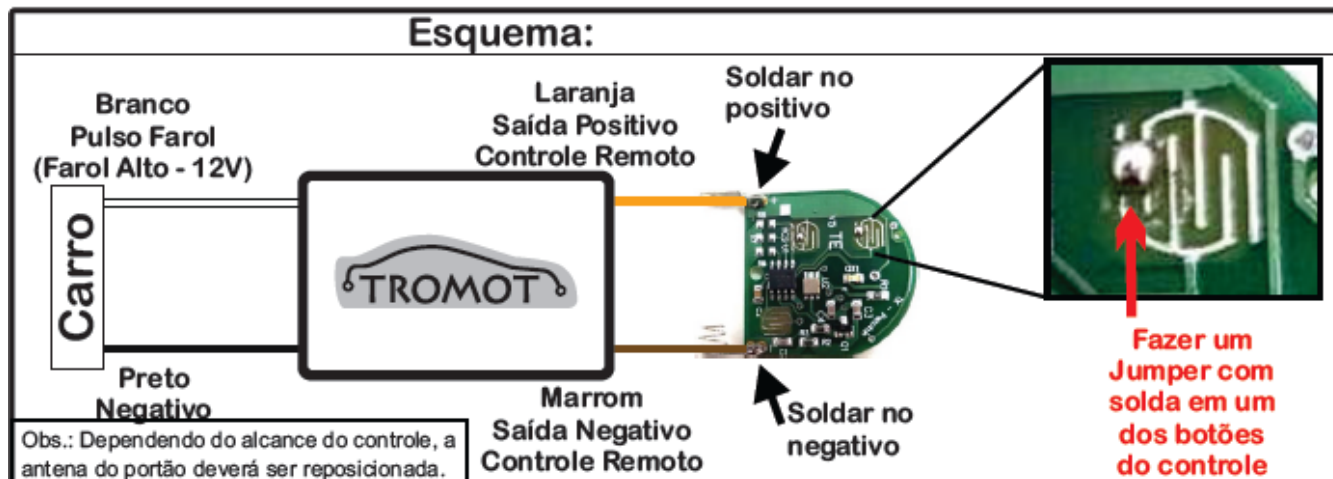 Esquema:
Branco
Pulso Farol
(Farol Alto - 12V)
Carro
Preto
Negativo
Obs.: Dependendo do alcance do controle, a
antena do portão deverá ser reposicionada.
TROMOT
Laranja
Saída Positivo
Controle Remoto
Marrom
Saída Negativo
Controle Remoto
Soldar no
positivo
TE
Soldar no
negativo
Fazer um
Jumper com
solda em um
dos botões
do controle